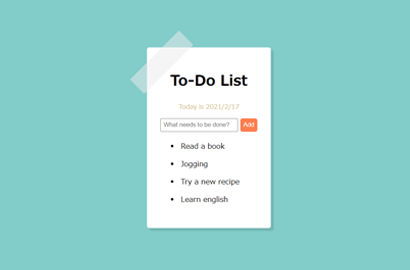 To-Do List
Today is 2021/2/17
What needs to be done? Add
Read a book
Jogging
Try a new recipe
Learn english